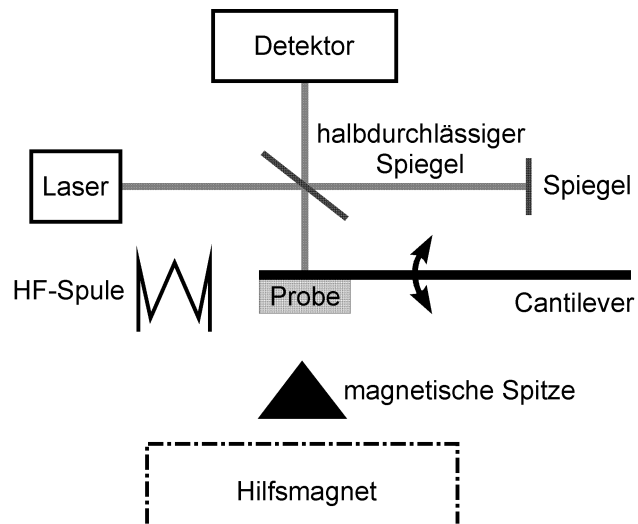 Detektor
halbdurchlässiger
Spiegel
Laser
Spiegel
HF-Spule
Probe
Cantilever
magnetische Spitze
Hilfsmagnet